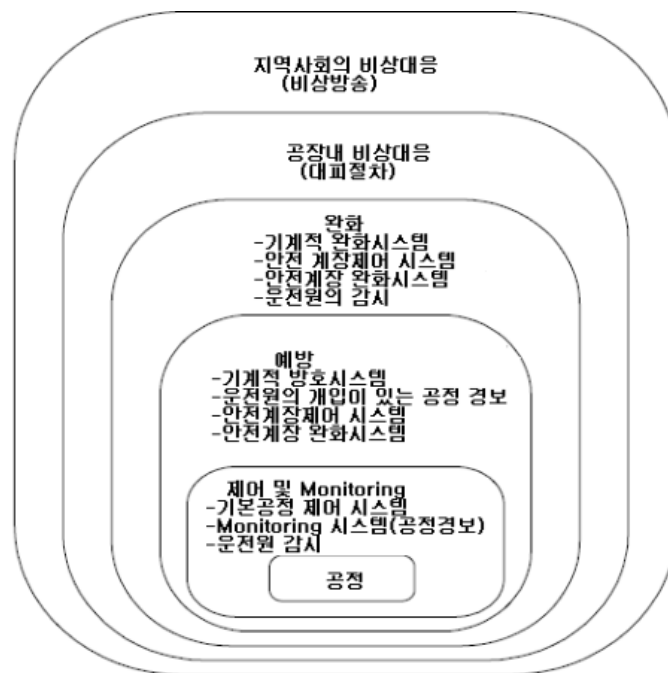 지역사회의 비상대응
(비상방송)
공장내 비상대응
(대피절차)
완화
-기계적 완화시스템
-안전 계장제어 시스템
-안전계장 완화시스템
-운전원의 감시
예방
-기계적 방호시스템
-운전원의 개입이 있는 공정 경보
-안전계장제어 시스템
-안전계장 완화시스템
제어 및 Monitoring
-기본공정 제어 시스템
-Monitoring 시스템(공정경보)
-운전원 감시
공정